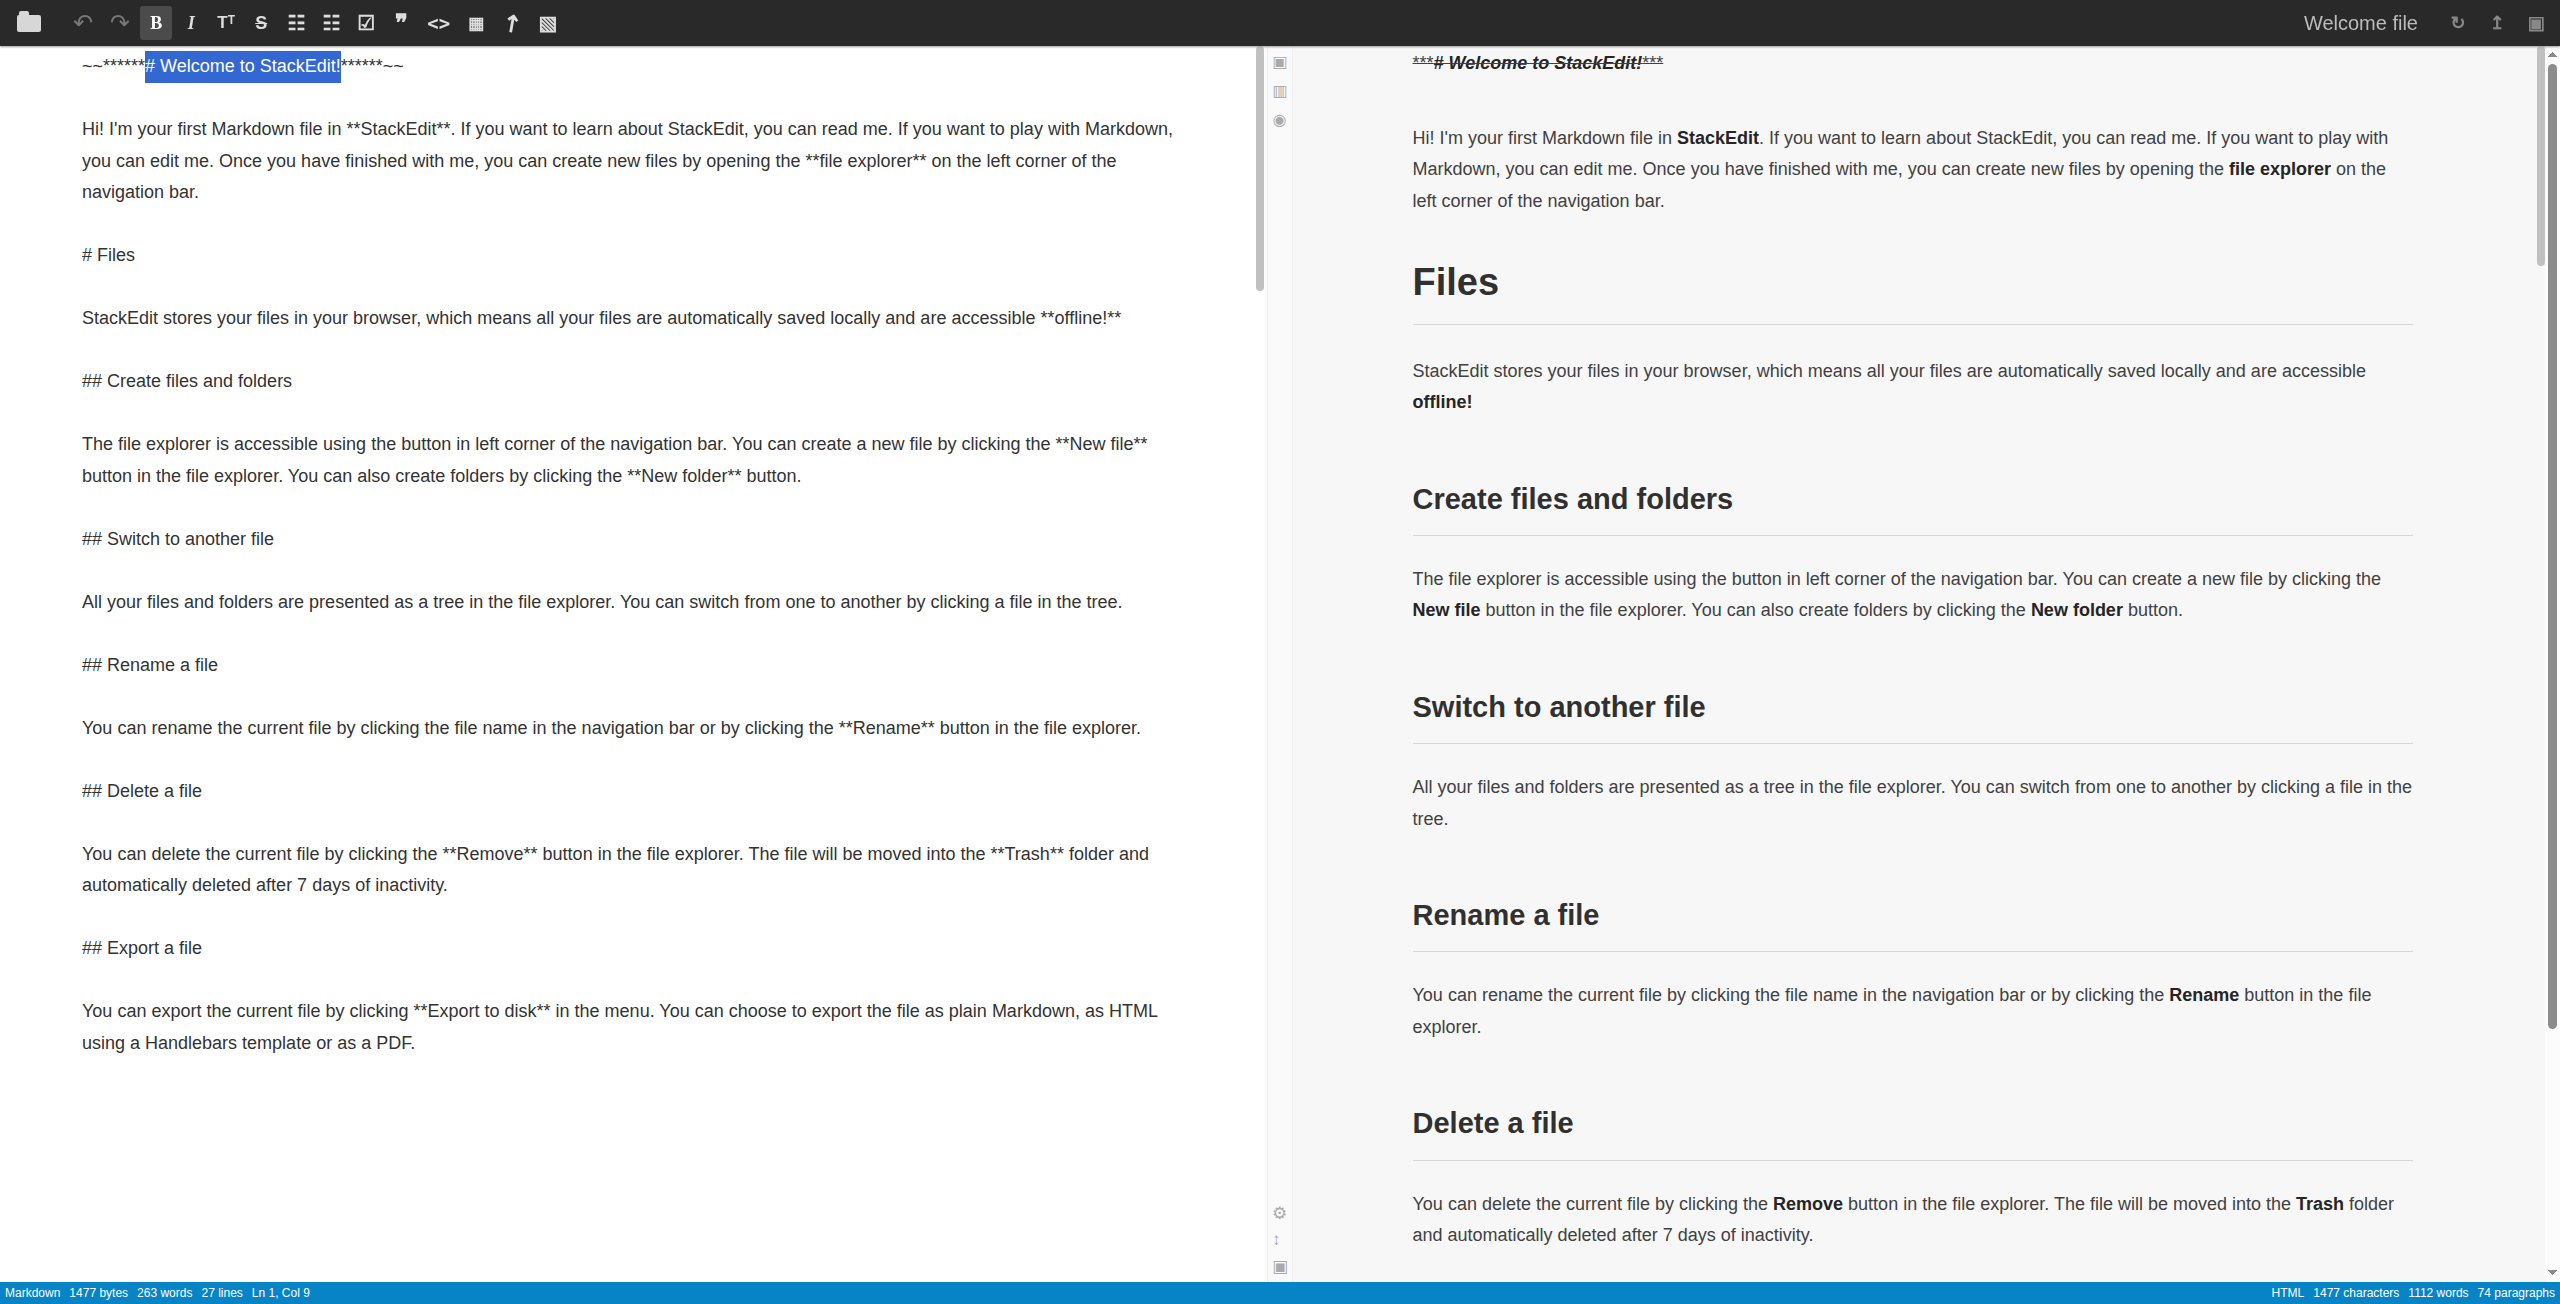 B I TT S <> Welcome file
~~******# Welcome to StackEdit!******~~
Hi! I'm your first Markdown file in **StackEdit**. If you want to learn about StackEdit, you can read me. If you want to play with Markdown,
you can edit me. Once you have finished with me, you can create new files by opening the **file explorer** on the left corner of the
navigation bar.
# Files
StackEdit stores your files in your browser, which means all your files are automatically saved locally and are accessible **offline!**
## Create files and folders
The file explorer is accessible using the button in left corner of the navigation bar. You can create a new file by clicking the **New file**
button in the file explorer. You can also create folders by clicking the **New folder** button.
## Switch to another file
All your files and folders are presented as a tree in the file explorer. You can switch from one to another by clicking a file in the tree.
## Rename a file
You can rename the current file by clicking the file name in the navigation bar or by clicking the **Rename** button in the file explorer.
## Delete a file
You can delete the current file by clicking the **Remove** button in the file explorer. The file will be moved into the **Trash** folder and
automatically deleted after 7 days of inactivity.
## Export a file
You can export the current file by clicking **Export to disk** in the menu. You can choose to export the file as plain Markdown, as HTML
using a Handlebars template or as a PDF.
***# Welcome to StackEdit!***
Hi! I'm your first Markdown file in StackEdit. If you want to learn about StackEdit, you can read me. If you want to play with
Markdown, you can edit me. Once you have finished with me, you can create new files by opening the file explorer on the
left corner of the navigation bar.
Files
StackEdit stores your files in your browser, which means all your files are automatically saved locally and are accessible
offline!
Create files and folders
The file explorer is accessible using the button in left corner of the navigation bar. You can create a new file by clicking the
New file button in the file explorer. You can also create folders by clicking the New folder button.
Switch to another file
All your files and folders are presented as a tree in the file explorer. You can switch from one to another by clicking a file in the
tree.
Rename a file
You can rename the current file by clicking the file name in the navigation bar or by clicking the Rename button in the file
explorer.
Delete a file
You can delete the current file by clicking the Remove button in the file explorer. The file will be moved into the Trash folder
and automatically deleted after 7 days of inactivity.
Markdown 1477 bytes 263 words 27 lines Ln 1, Col 9
HTML 1477 characters 1112 words 74 paragraphs